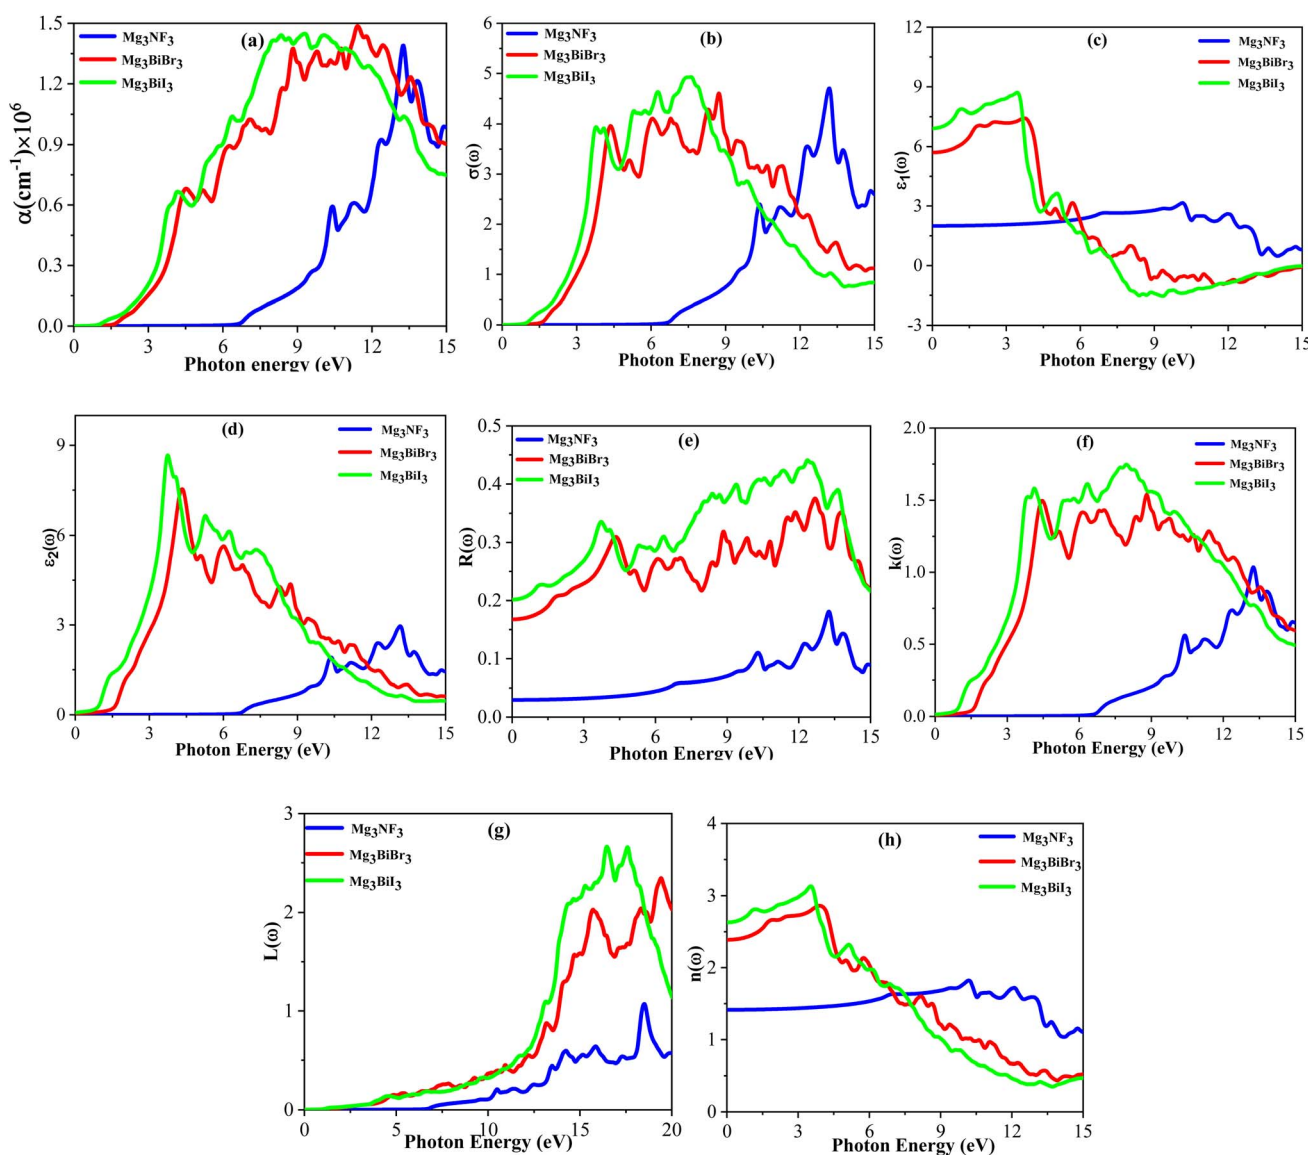 (a)
Mg3NF3
Mg3BiBr3
Mg3BiI3
α(cm-1)×10^6
1.5
1.2
0.9
0.6
0.3
0.0
3 6 9 12 15
Photon energy (eV)
(b)
Mg3NF3
Mg3BiBr3
Mg3BiI3
σ(ω)
6
5
4
3
2
1
0
0 3 6 9 12 15
Photon Energy (eV)
(c)
Mg3NF3
Mg3BiBr3
Mg3BiI3
ε1(ω)
12
9
6
3
0
-3
0 3 6 9 12 15
Photon Energy (eV)
(d)
Mg3NF3
Mg3BiBr3
Mg3BiI3
ε2(ω)
9
6
3
0
0 3 6 9 12 15
Photon Energy (eV)
(e)
Mg3NF3
Mg3BiBr3
Mg3BiI3
R(ω)
0.5
0.4
0.3
0.2
0.1
0.0
0 3 6 9 12 15
Photon Energy (eV)
(f)
Mg3NF3
Mg3BiBr3
Mg3BiI3
k(ω)
2.0
1.5
1.0
0.5
0.0
0 3 6 9 12 15
Photon Energy (eV)
(g)
Mg3NF3
Mg3BiBr3
Mg3BiI3
L(ω)
3
2
1
0
0 5 10 15 20
Photon Energy (eV)
(h)
Mg3NF3
Mg3BiBr3
Mg3BiI3
n(ω)
4
3
2
1
0
0 3 6 9 12 15
Photon Energy (eV)